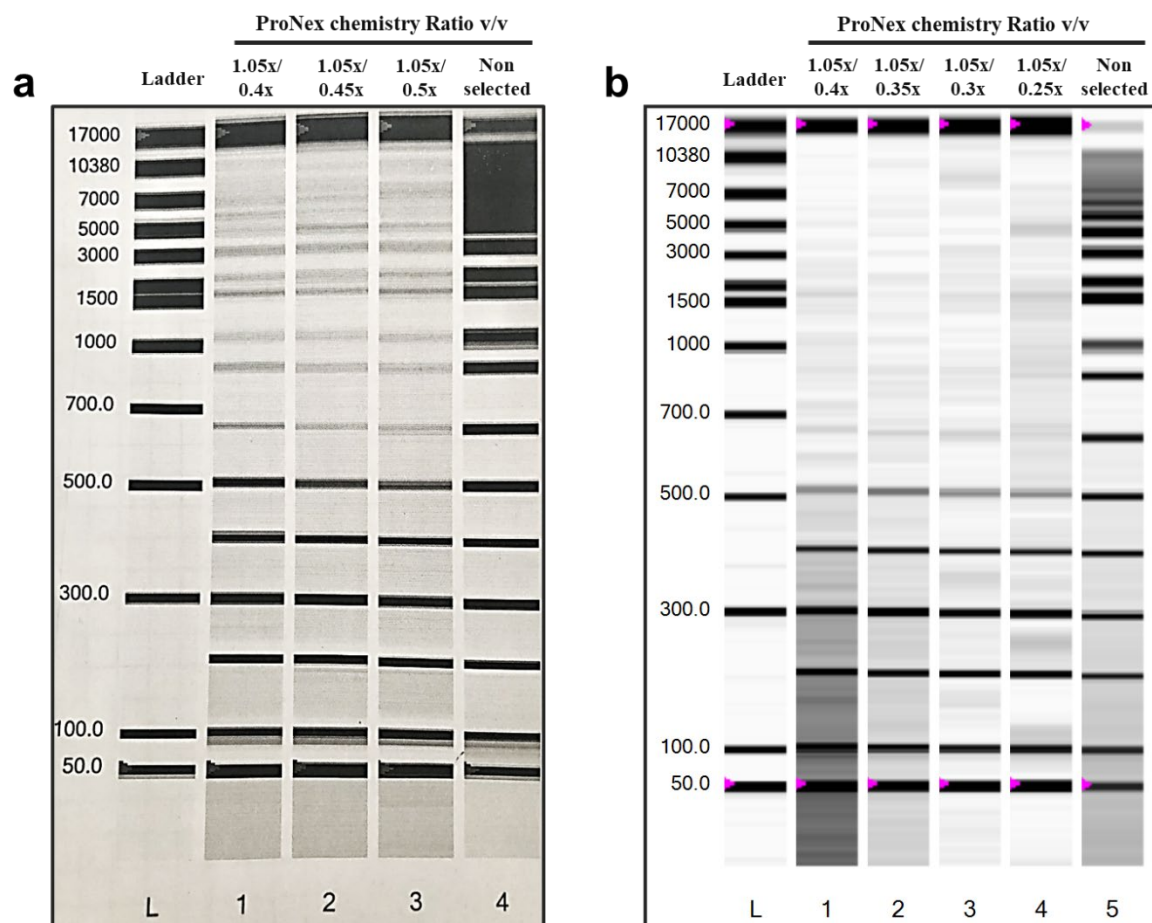 ProNex chemistry Ratio v/v
a
Ladder
1.05x/
0.4x
1.05x/
0.45x
1.05x/
0.5x
Non
selected
17000
10380
7000
5000
3000
1500
1000
700.0
500.0
300.0
100.0
50.0
L 1 2 3 4
ProNex chemistry Ratio v/v
b
Ladder
1.05x/
0.4x
1.05x/
0.35x
1.05x/
0.3x
1.05x/
0.25x
Non
selected
17000
10380
7000
5000
3000
1500
1000
700.0
500.0
300.0
100.0
50.0
L 1 2 3 4 5